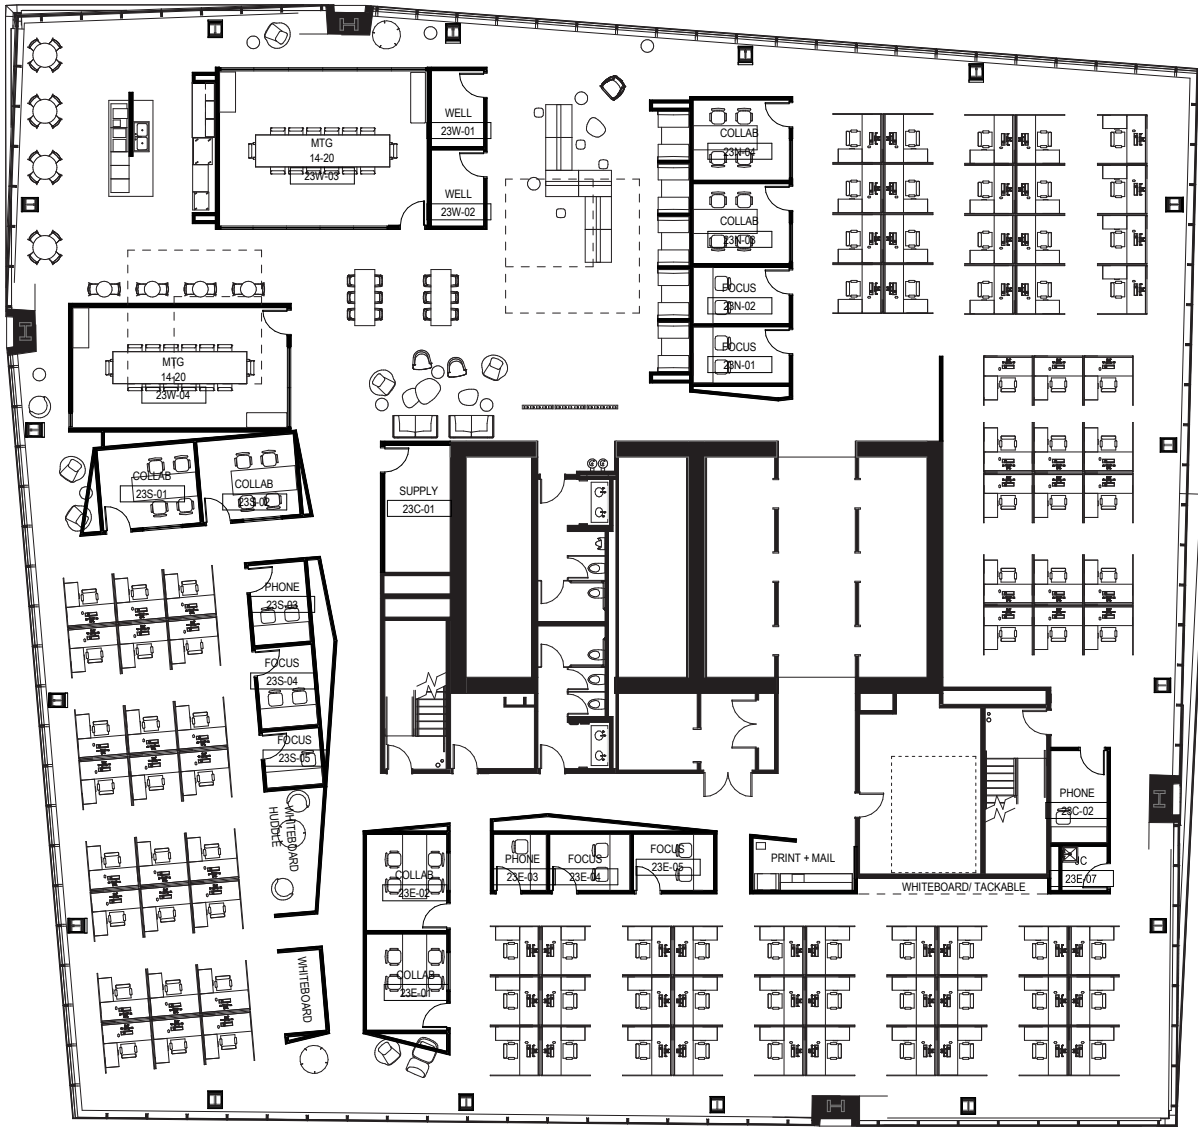 WELL
23W-01
MTG
14-20
23W-03
WELL
23W-02
COLLAB
23N-04
COLLAB
23N-03
FOCUS
23N-02
FOCUS
23N-01
MTG
14-20
23W-04
COLLAB
23S-01
COLLAB
23S-02
SUPPLY
23C-01
PHONE
23S-03
FOCUS
23S-04
FOCUS
23S-05
WHITEBOARD
HUDDLE
PHONE
23C-02
JC
23E-07
COLLAB
23E-02
PHONE
23E-03
FOCUS
23E-04
FOCUS
23E-05
PRINT + MAIL
WHITEBOARD/ TACKABLE
COLLAB
23E-01
WHITEBOARD